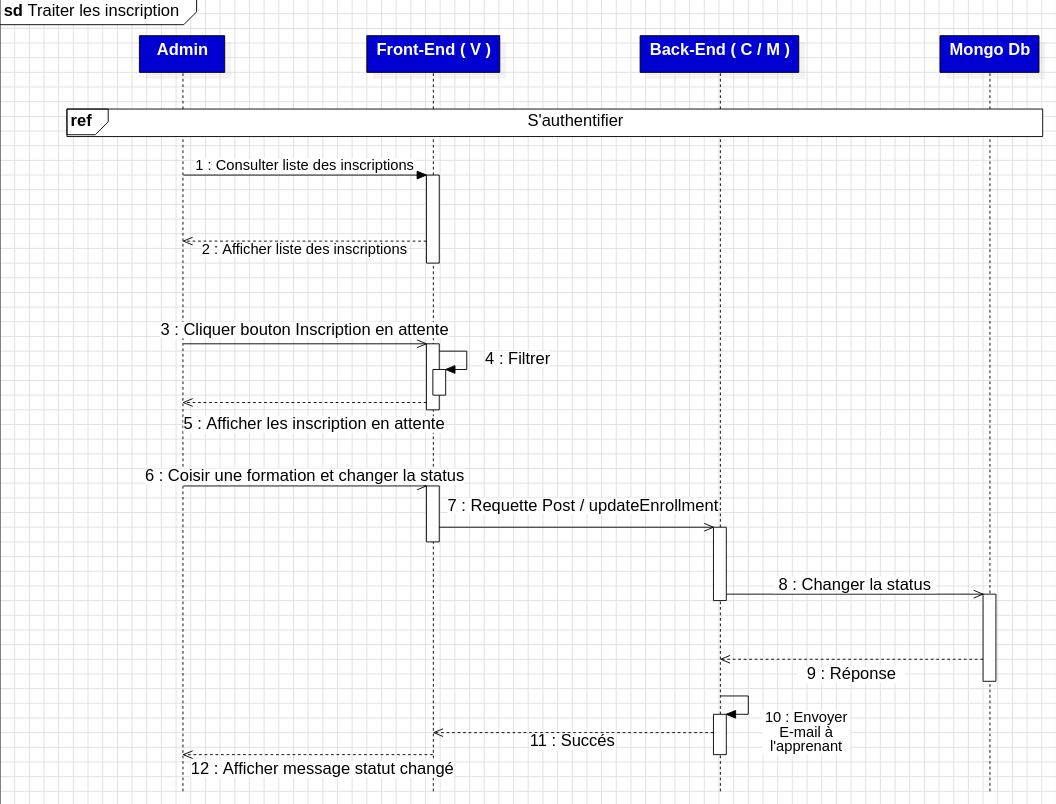 sd Traiter les inscription
Admin
Front-End ( V )
Back-End ( C / M )
Mongo Db
ref
S'authentifier
1 : Consulter liste des inscriptions
2 : Afficher liste des inscriptions
3 : Cliquer bouton Inscription en attente
4 : Filtrer
5 : Afficher les inscription en attente
6 : Coisir une formation et changer la status
7 : Requette Post / updateEnrollment
8 : Changer la status
9 : Réponse
10 : Envoyer
E-mail à
l'apprenant
11 : Succés
12 : Afficher message statut changé